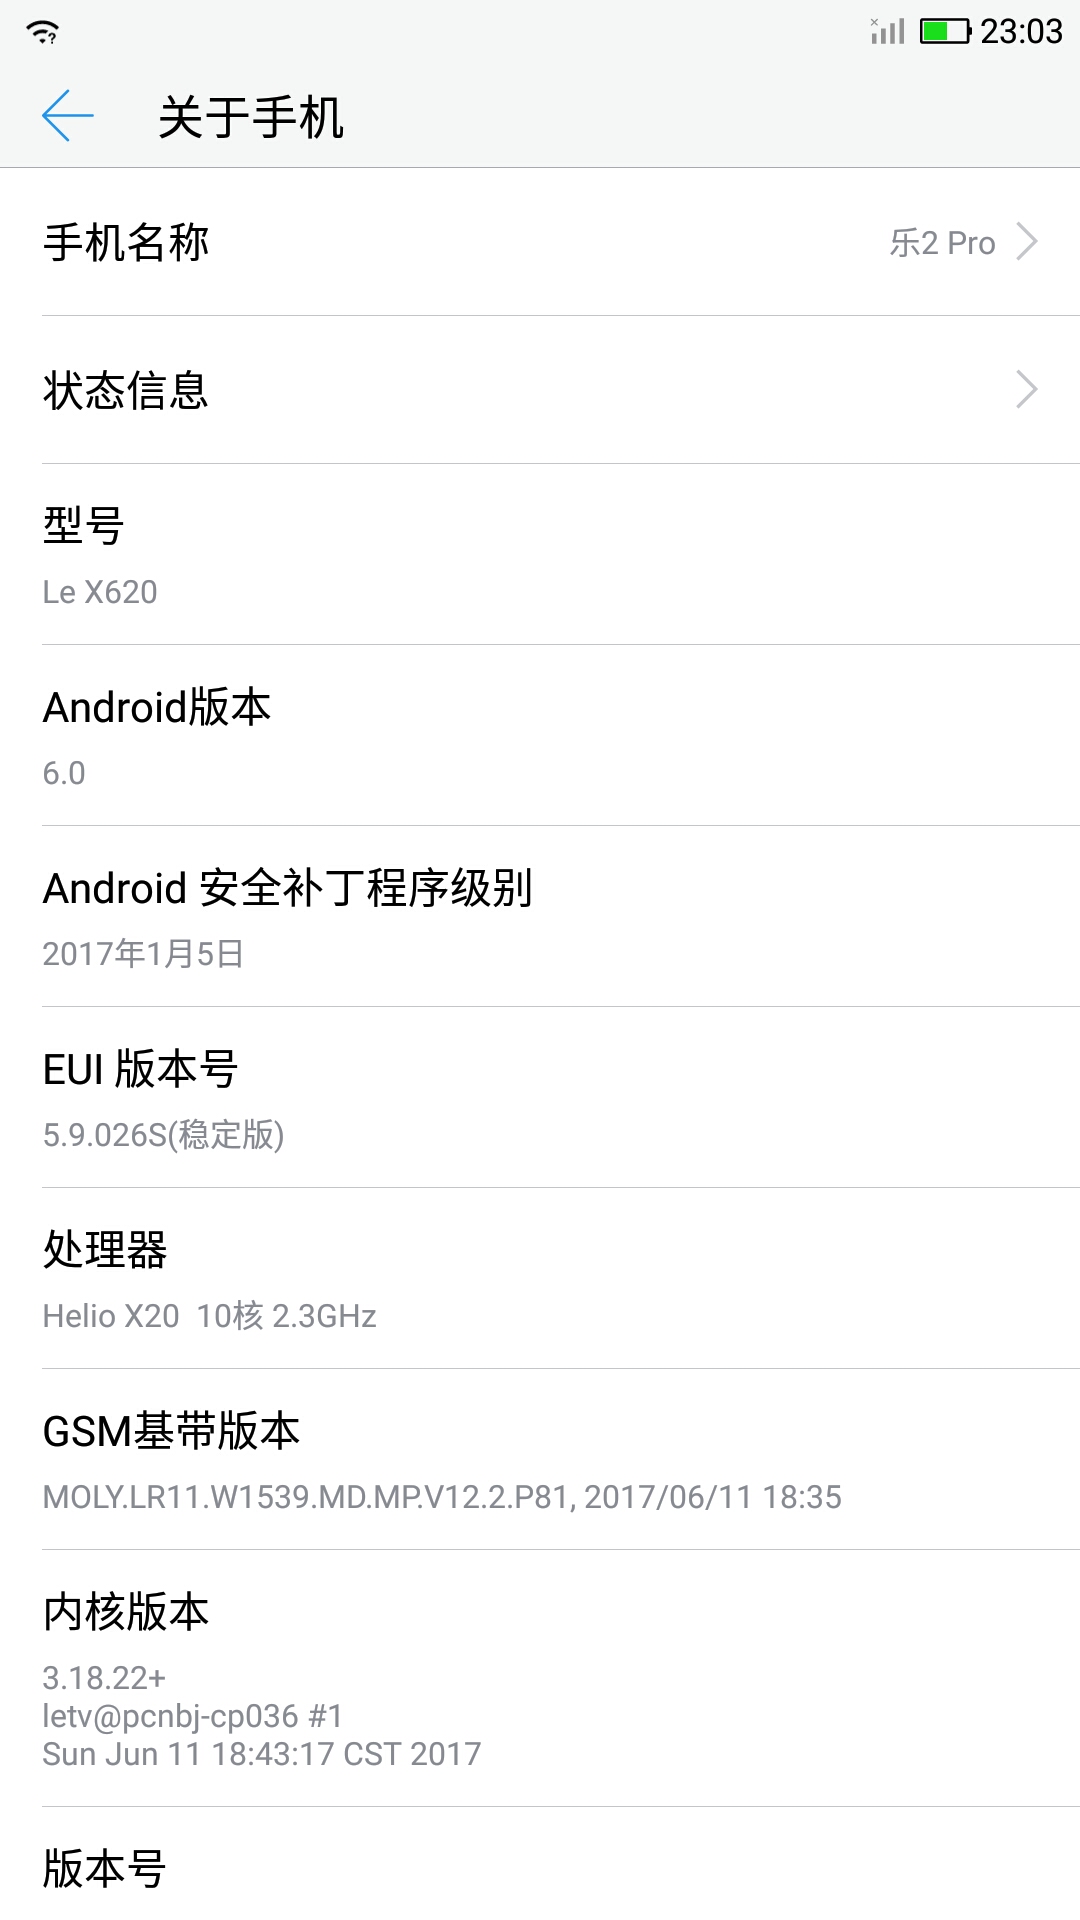 23:03
关于手机
手机名称
乐2 Pro
状态信息
型号
Le X620
Android版本
6.0
Android 安全补丁程序级别
2017年1月5日
EUI 版本号
5.9.026S(稳定版)
处理器
Helio X20  10核 2.3GHz
GSM基带版本
MOLY.LR11.W1539.MD.MP.V12.2.P81, 2017/06/11 18:35
内核版本
3.18.22+
letv@pcnbj-cp036 #1
Sun Jun 11 18:43:17 CST 2017
版本号